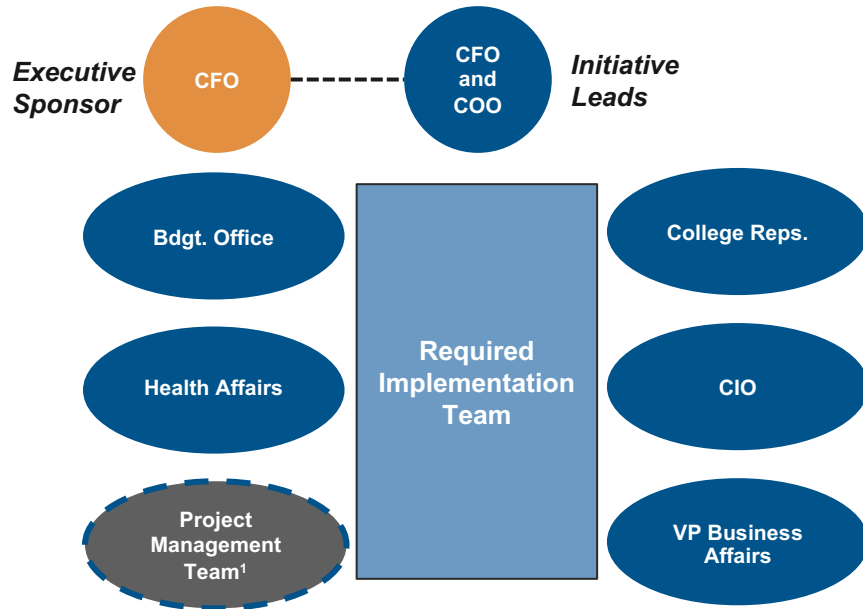 Executive
Sponsor
CFO
CFO
and
COO
Initiative
Leads
Bdgt. Office
College Reps.
Health Affairs
Required
Implementation
Team
CIO
Project
Management
Team¹
VP Business
Affairs